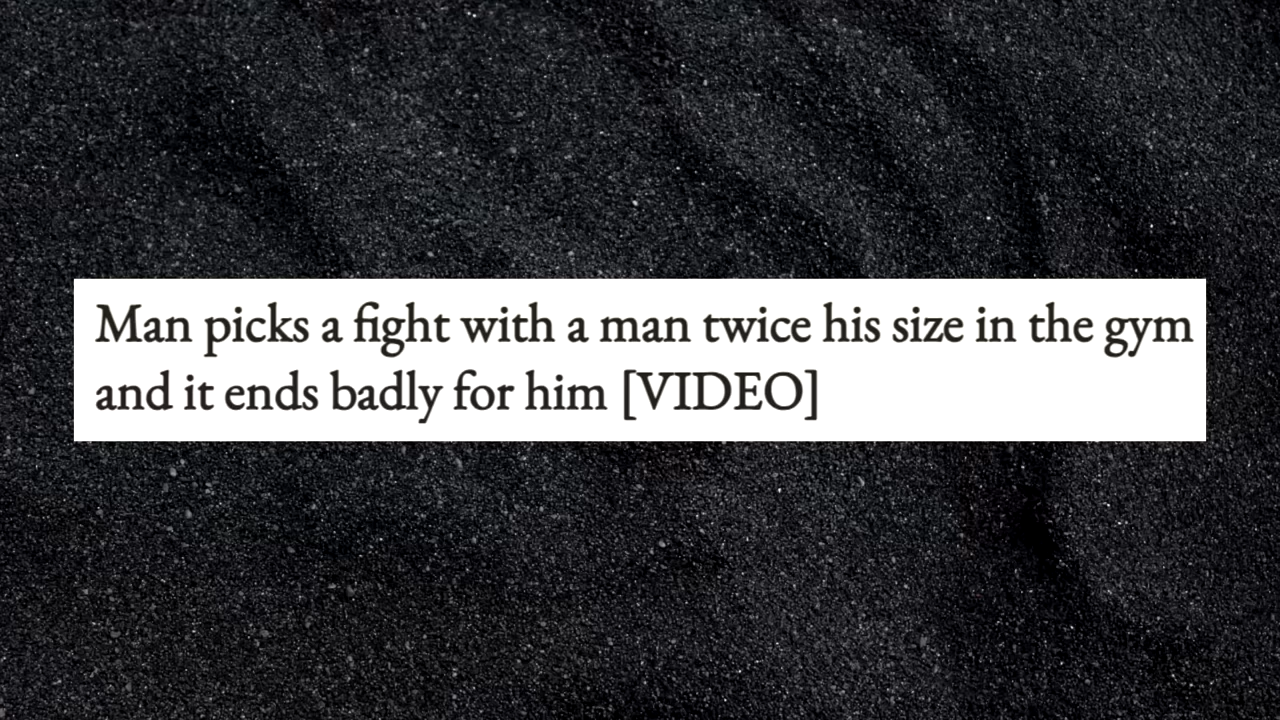 Man picks a fight with a man twice his size in the gym
and it ends badly for him [VIDEO]